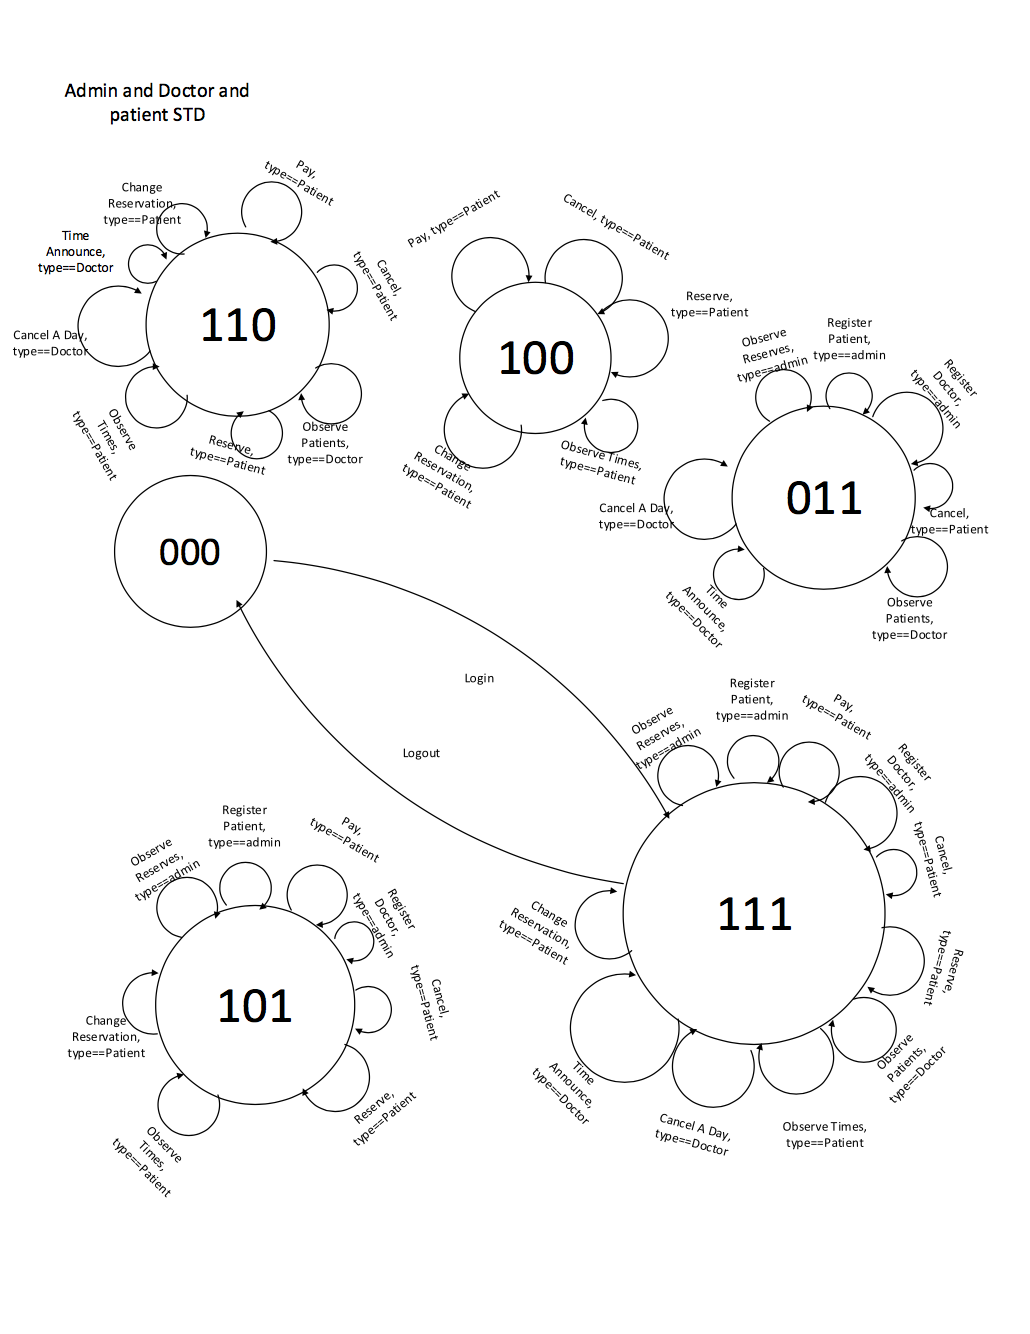 Admin and Doctor and
patient STD
Pay,
type==Patient
Change
Reservation,
type==Patient
Time
Announce,
type==Doctor
Cancel,
type==Patient
110
Cancel A Day,
type==Doctor
Observe
Times,
type==Patient
Reserve,
type==Patient
Observe
Patients,
type==Doctor
Pay, type==Patient
Cancel, type==Patient
Reserve,
type==Patient
100
Change
Reservation,
type==Patient
Observe Times,
type==Patient
Observe
Reserves,
type==admin
Register
Patient,
type==admin
Register
Doctor,
type==admin
011
Cancel A Day,
type==Doctor
Cancel,
type==Patient
Time
Announce,
type==Doctor
Observe
Patients,
type==Doctor
000
Login
Logout
Observe
Reserves,
type==admin
Register
Patient,
type==admin
Pay,
type==Patient
Register
Doctor,
type==admin
Cancel,
type==Patient
111
Change
Reservation,
type==Patient
Reserve,
type==Patient
Time
Announce,
type==Doctor
Observe
Patients,
type==Doctor
Cancel A Day,
type==Doctor
Observe Times,
type==Patient
Observe
Reserves,
type==admin
Register
Patient,
type==admin
Pay,
type==Patient
Register
Doctor,
type==admin
101
Cancel,
type==Patient
Change
Reservation,
type==Patient
Reserve,
type==Patient
Observe
Times,
type==Patient